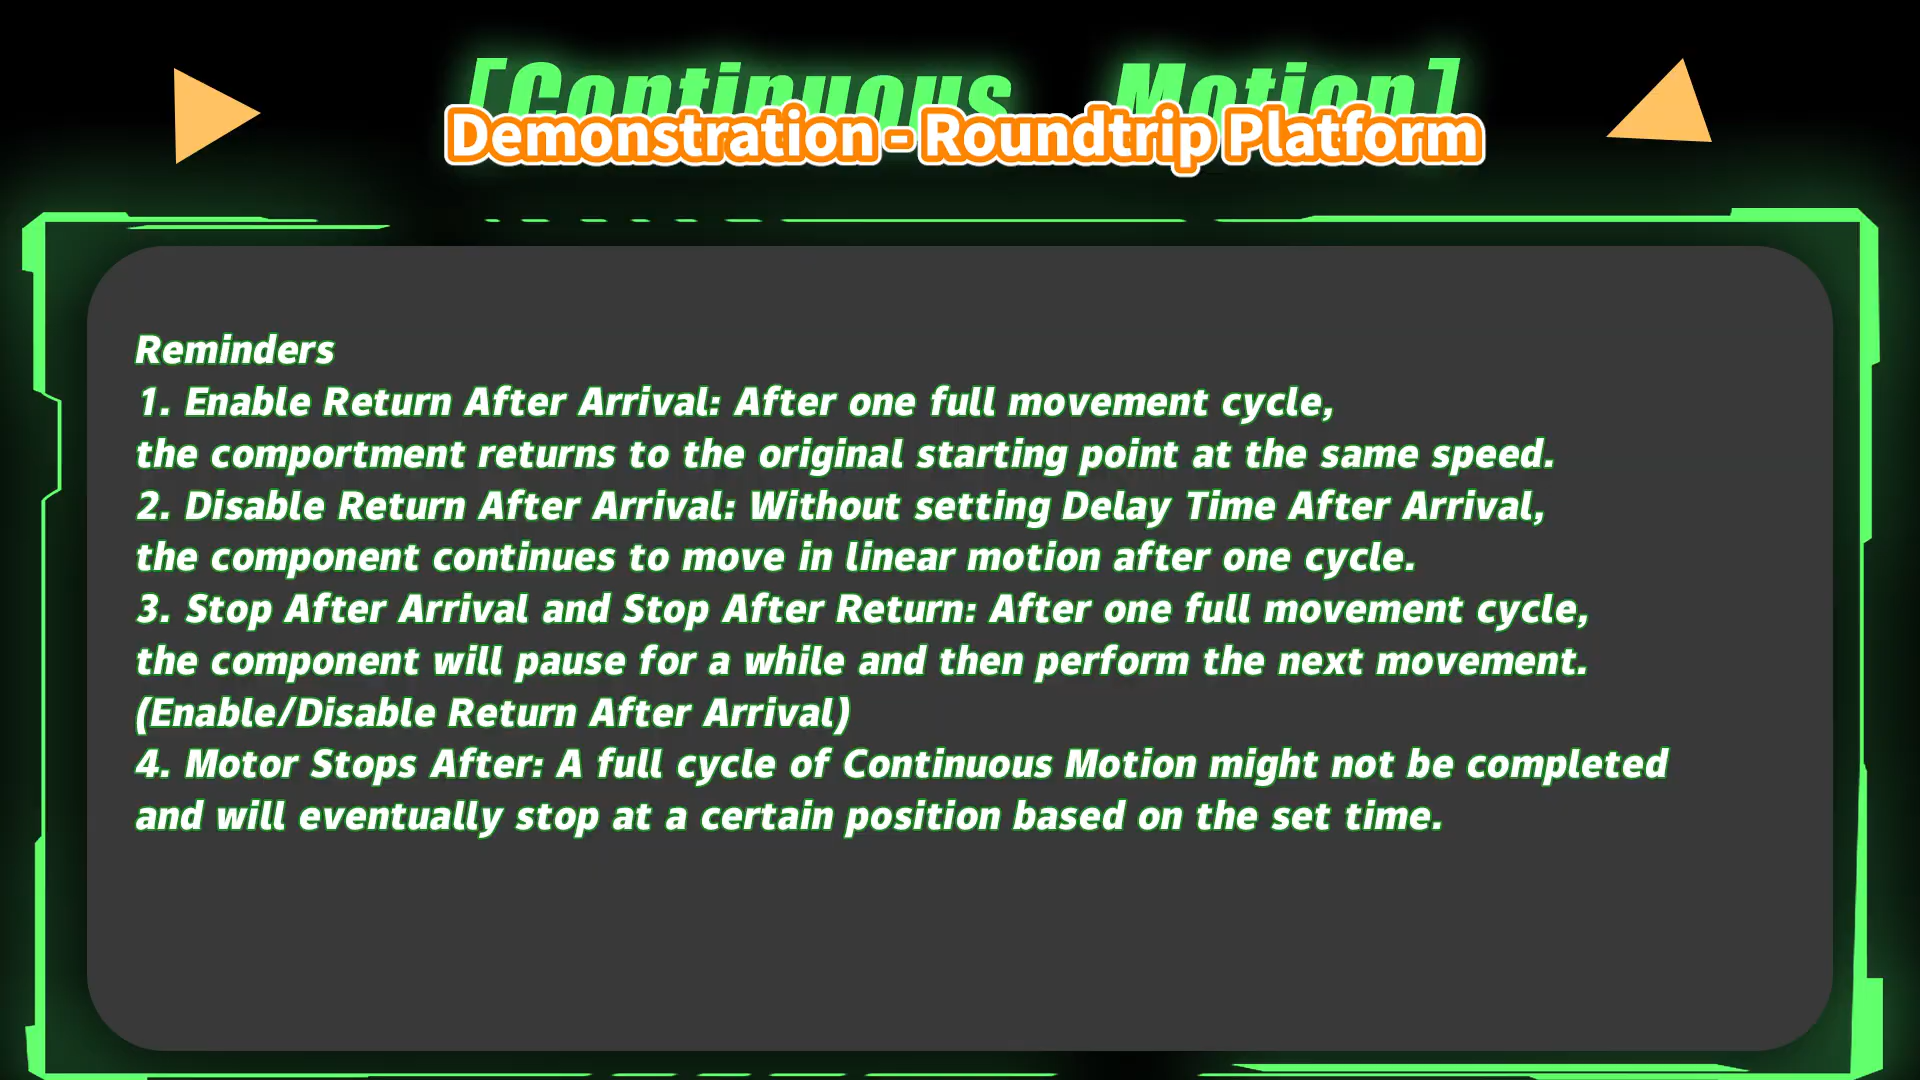 [Continuous Motion]
Demonstration - Roundtrip Platform
Reminders
1. Enable Return After Arrival: After one full movement cycle,
the comportment returns to the original starting point at the same speed.
2. Disable Return After Arrival: Without setting Delay Time After Arrival,
the component continues to move in linear motion after one cycle.
3. Stop After Arrival and Stop After Return: After one full movement cycle,
the component will pause for a while and then perform the next movement.
(Enable/Disable Return After Arrival)
4. Motor Stops After: A full cycle of Continuous Motion might not be completed
and will eventually stop at a certain position based on the set time.